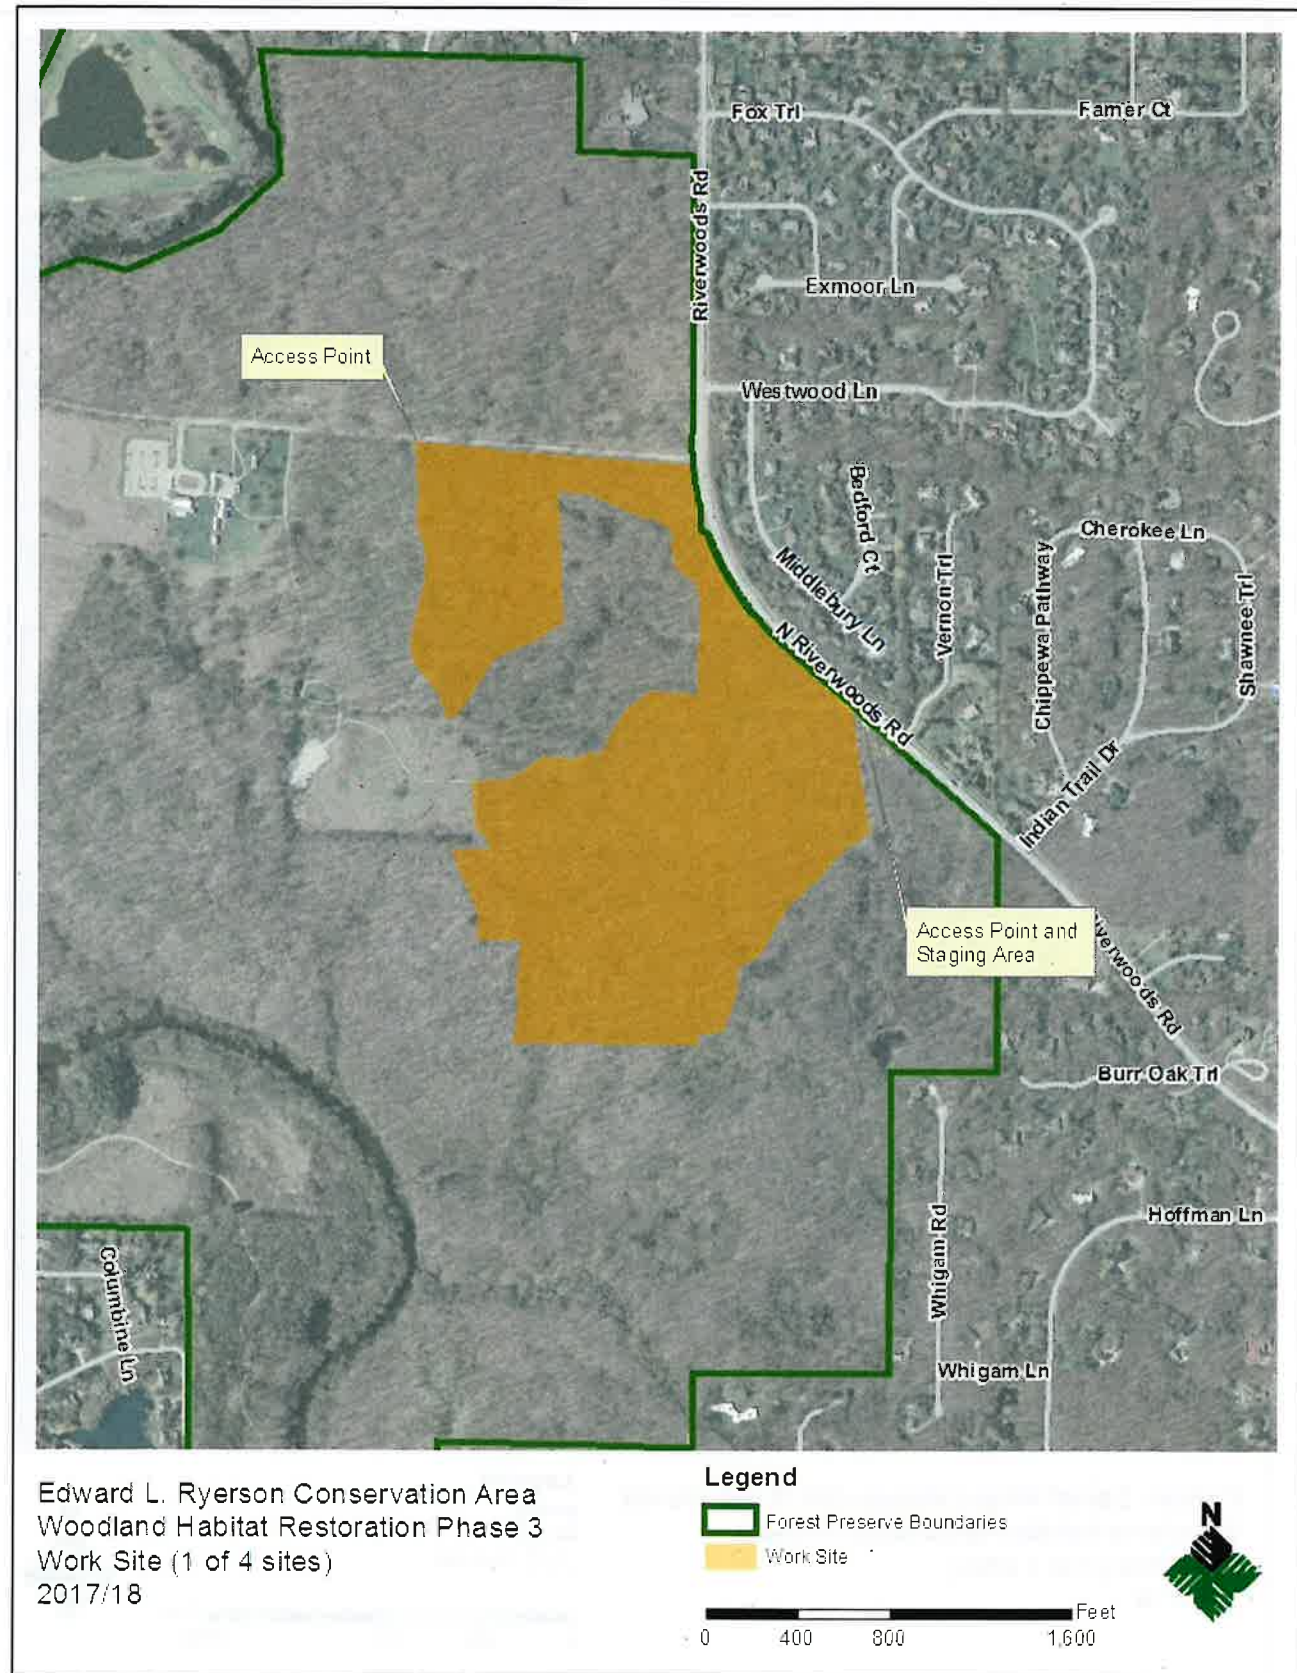 Fox Trl
Famer Ct
Riverwoods Rd
Exmoor Ln
Access Point
Westwood Ln
Bedford Ct
Cherokee Ln
Middlebury Ln
Vernon Trl
Chippewa Pathway
Shawnee Trl
N Riverwoods Rd
Indian Trail Dr
Access Point and
Staging Area
Riverwoods Rd
Burr Oak Trl
Whigam Rd
Hoffman Ln
Columbine Ln
Whigam Ln
Edward L. Ryerson Conservation Area
Woodland Habitat Restoration Phase 3
Work Site (1 of 4 sites)
2017/18
Legend
Forest Preserve Boundaries
Work Site
N
Feet
0 400 800 1,600